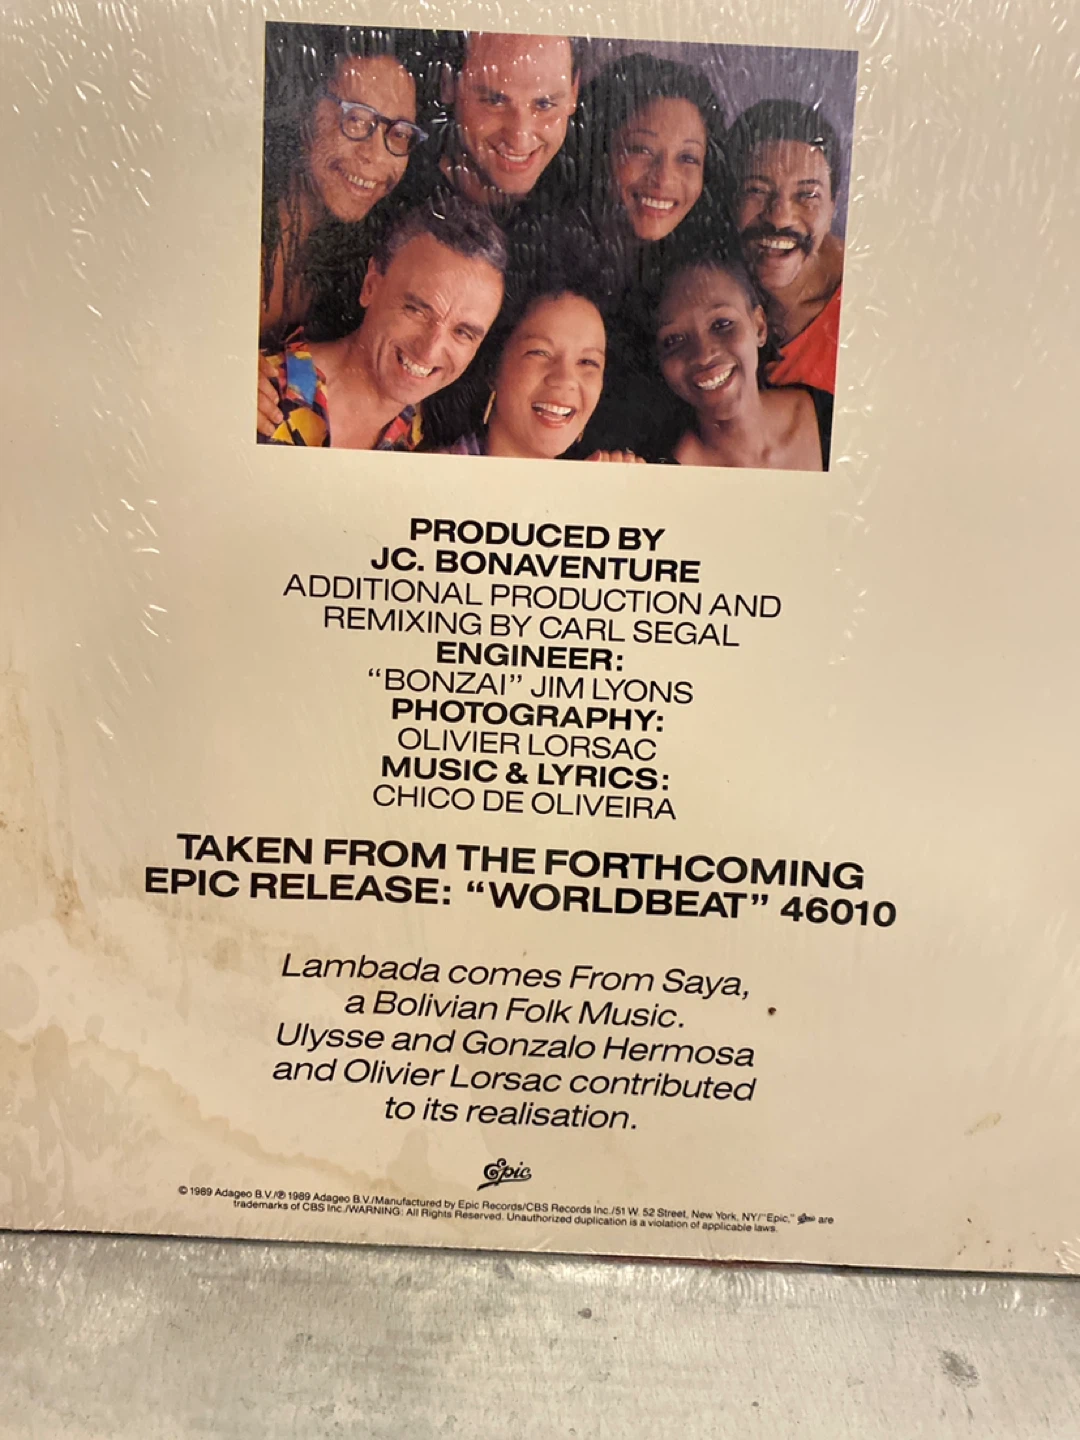 PRODUCED BY
JC. BONAVENTURE
ADDITIONAL PRODUCTION AND
REMIXING BY CARL SEGAL
ENGINEER:
“BONZAI” JIM LYONS
PHOTOGRAPHY:
OLIVIER LORSAC
MUSIC & LYRICS:
CHICO DE OLIVEIRA
TAKEN FROM THE FORTHCOMING
EPIC RELEASE: “WORLDBEAT” 46010
Lambada comes From Saya,
a Bolivian Folk Music.
Ulysse and Gonzalo Hermosa
and Olivier Lorsac contributed
to its realisation.
Epic
© 1989 Adageo B.V./℗ 1989 Adageo B.V./Manufactured by Epic Records/CBS Records Inc./51 W. 52 Street, New York, NY/“Epic,” Epic are
trademarks of CBS Inc./WARNING: All Rights Reserved. Unauthorized duplication is a violation of applicable laws.